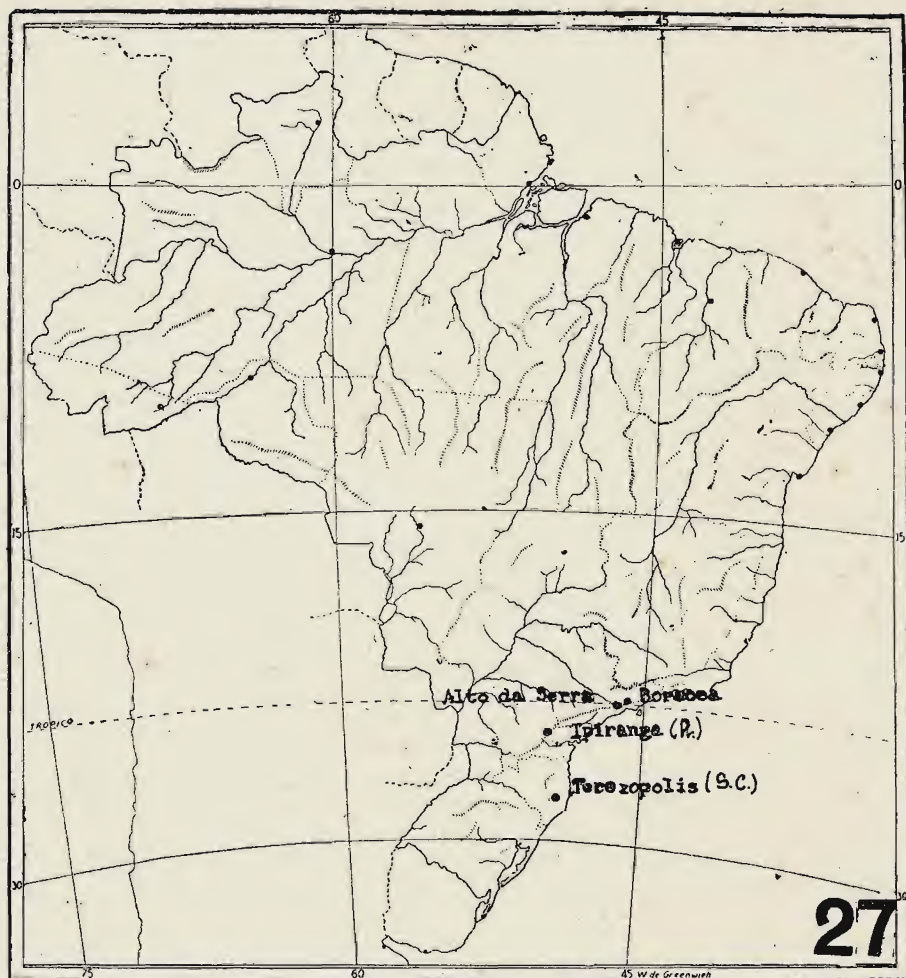 60 45
0 0
15 15
Alto da Serra Boracea
TROPICO
Ipiranga (Pr.)
Terezopolis (S.C.)
30 30
27
75 60 45 W de Greenwich